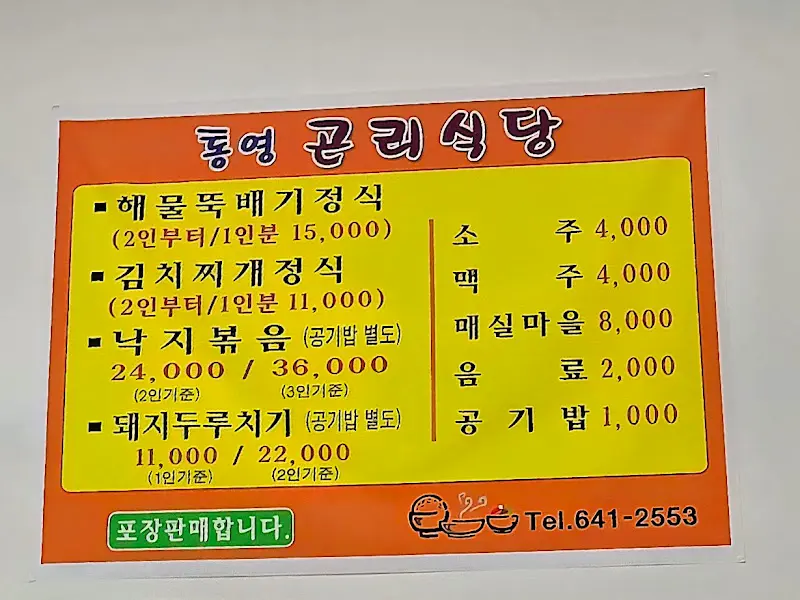 통영 곤리식당
■ 해물뚝배기정식
(2인부터/1인분 15,000)
■ 김치찌개정식
(2인부터/1인분 11,000)
■ 낙지볶음 (공기밥 별도)
24,000 / 36,000
(2인기준) (3인기준)
■ 돼지두루치기 (공기밥 별도)
11,000 / 22,000
(1인기준) (2인기준)
소주 4,000
맥주 4,000
매실마을 8,000
음료 2,000
공기밥 1,000
포장판매합니다.
Tel.641-2553